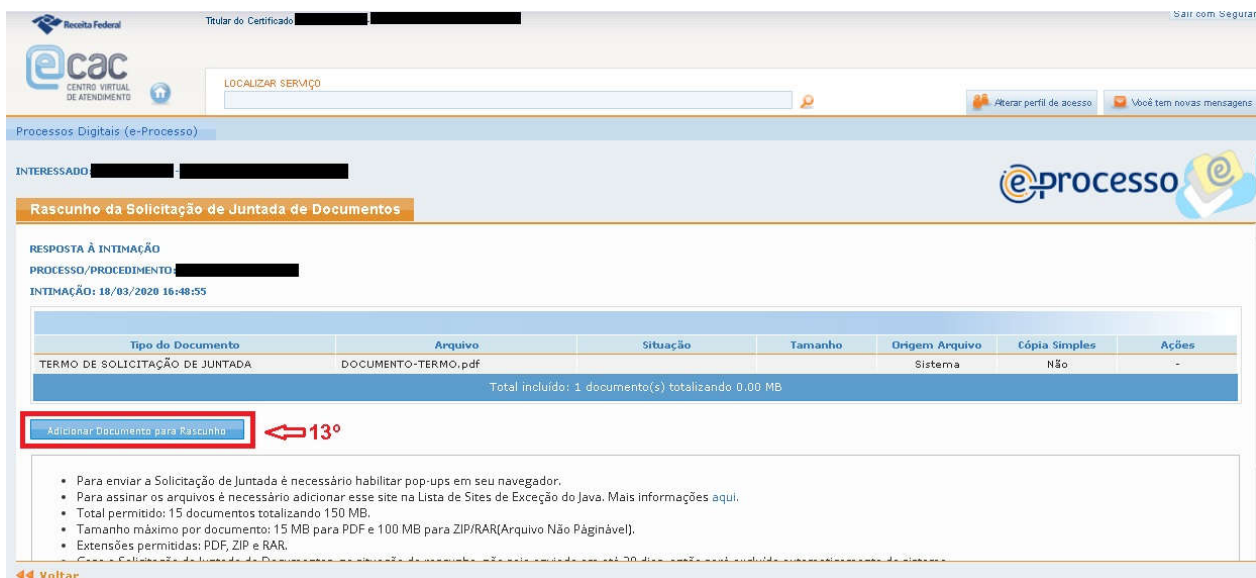 Receita Federal
Titular do Certificado
Sair com Segura
e cac
CENTRO VIRTUAL
DE ATENDIMENTO
LOCALIZAR SERVIÇO
Alterar perfil de acesso
Você tem novas mensagens
Processos Digitais (e-Processo)
INTERESSADO: -
e-processo
Rascunho da Solicitação de Juntada de Documentos
RESPOSTA À INTIMAÇÃO
PROCESSO/PROCEDIMENTO:
INTIMAÇÃO: 18/03/2020 16:48:55
Tipo do Documento Arquivo Situação Tamanho Origem Arquivo Cópia Simples Ações
TERMO DE SOLICITAÇÃO DE JUNTADA DOCUMENTO-TERMO.pdf Sistema Não -
Total incluído: 1 documento(s) totalizando 0.00 MB
Adicionar Documento para Rascunho
13º
• Para enviar a Solicitação de Juntada é necessário habilitar pop-ups em seu navegador.
• Para assinar os arquivos é necessário adicionar esse site na Lista de Sites de Exceção do Java. Mais informações aqui.
• Total permitido: 15 documentos totalizando 150 MB.
• Tamanho máximo por documento: 15 MB para PDF e 100 MB para ZIP/RAR(Arquivo Não Páginável).
• Extensões permitidas: PDF, ZIP e RAR.
Voltar